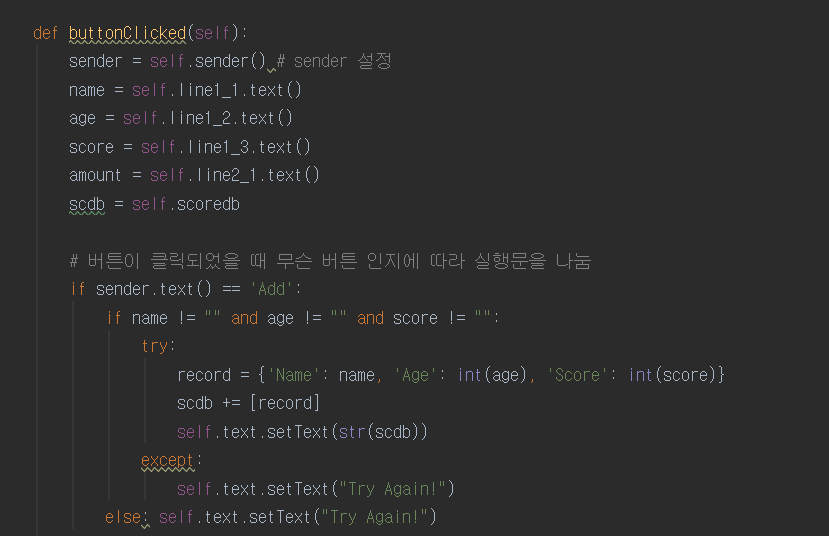 def buttonClicked(self):
    sender = self.sender() # sender 설정
    name = self.line1_1.text()
    age = self.line1_2.text()
    score = self.line1_3.text()
    amount = self.line2_1.text()
    scdb = self.scoredb
    # 버튼이 클릭되었을 때 무슨 버튼 인지에 따라 실행문을 나눔
    if sender.text() == 'Add':
        if name != "" and age != "" and score != "":
            try:
                record = {'Name': name, 'Age': int(age), 'Score': int(score)}
                scdb += [record]
                self.text.setText(str(scdb))
            except:
                self.text.setText("Try Again!")
        else: self.text.setText("Try Again!")